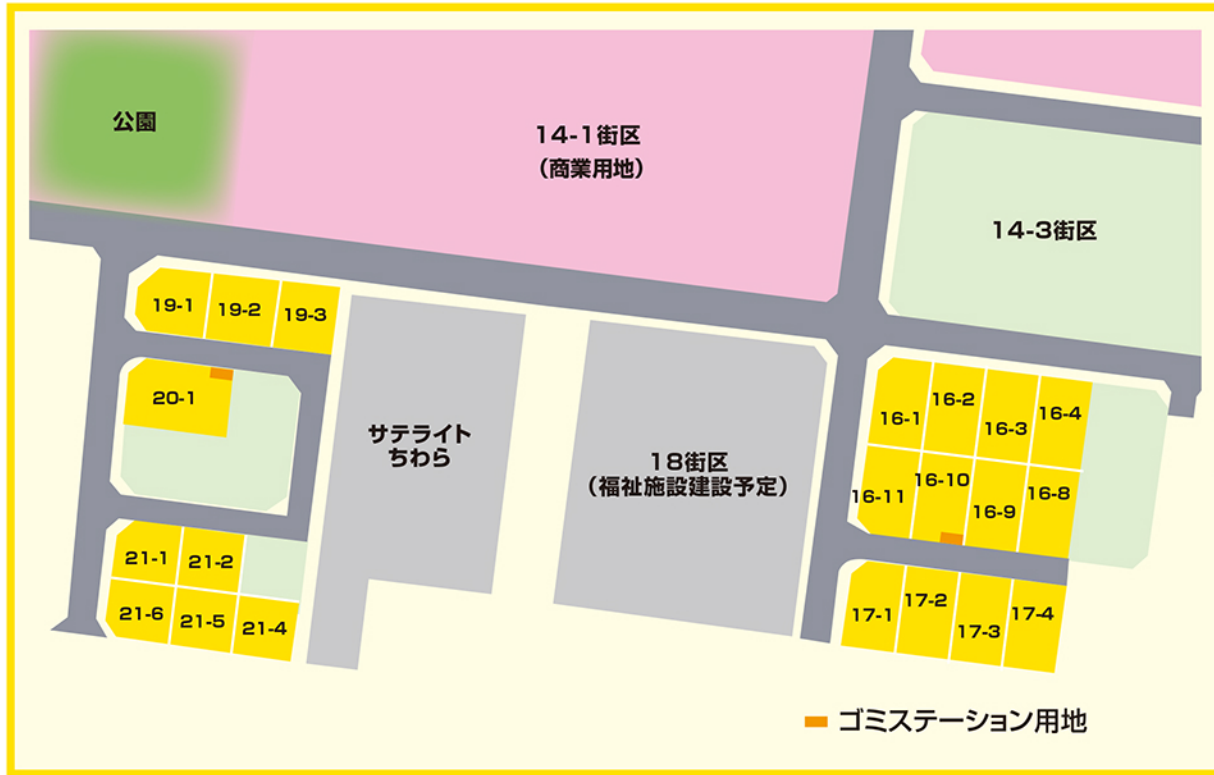 公園
14-1街区
（商業用地）
14-3街区
19-1
19-2
19-3
20-1
サテライト
ちわら
18街区
（福祉施設建設予定）
16-1
16-2
16-3
16-4
16-11
16-10
16-9
16-8
21-1
21-2
21-6
21-5
21-4
17-1
17-2
17-3
17-4
ゴミステーション用地